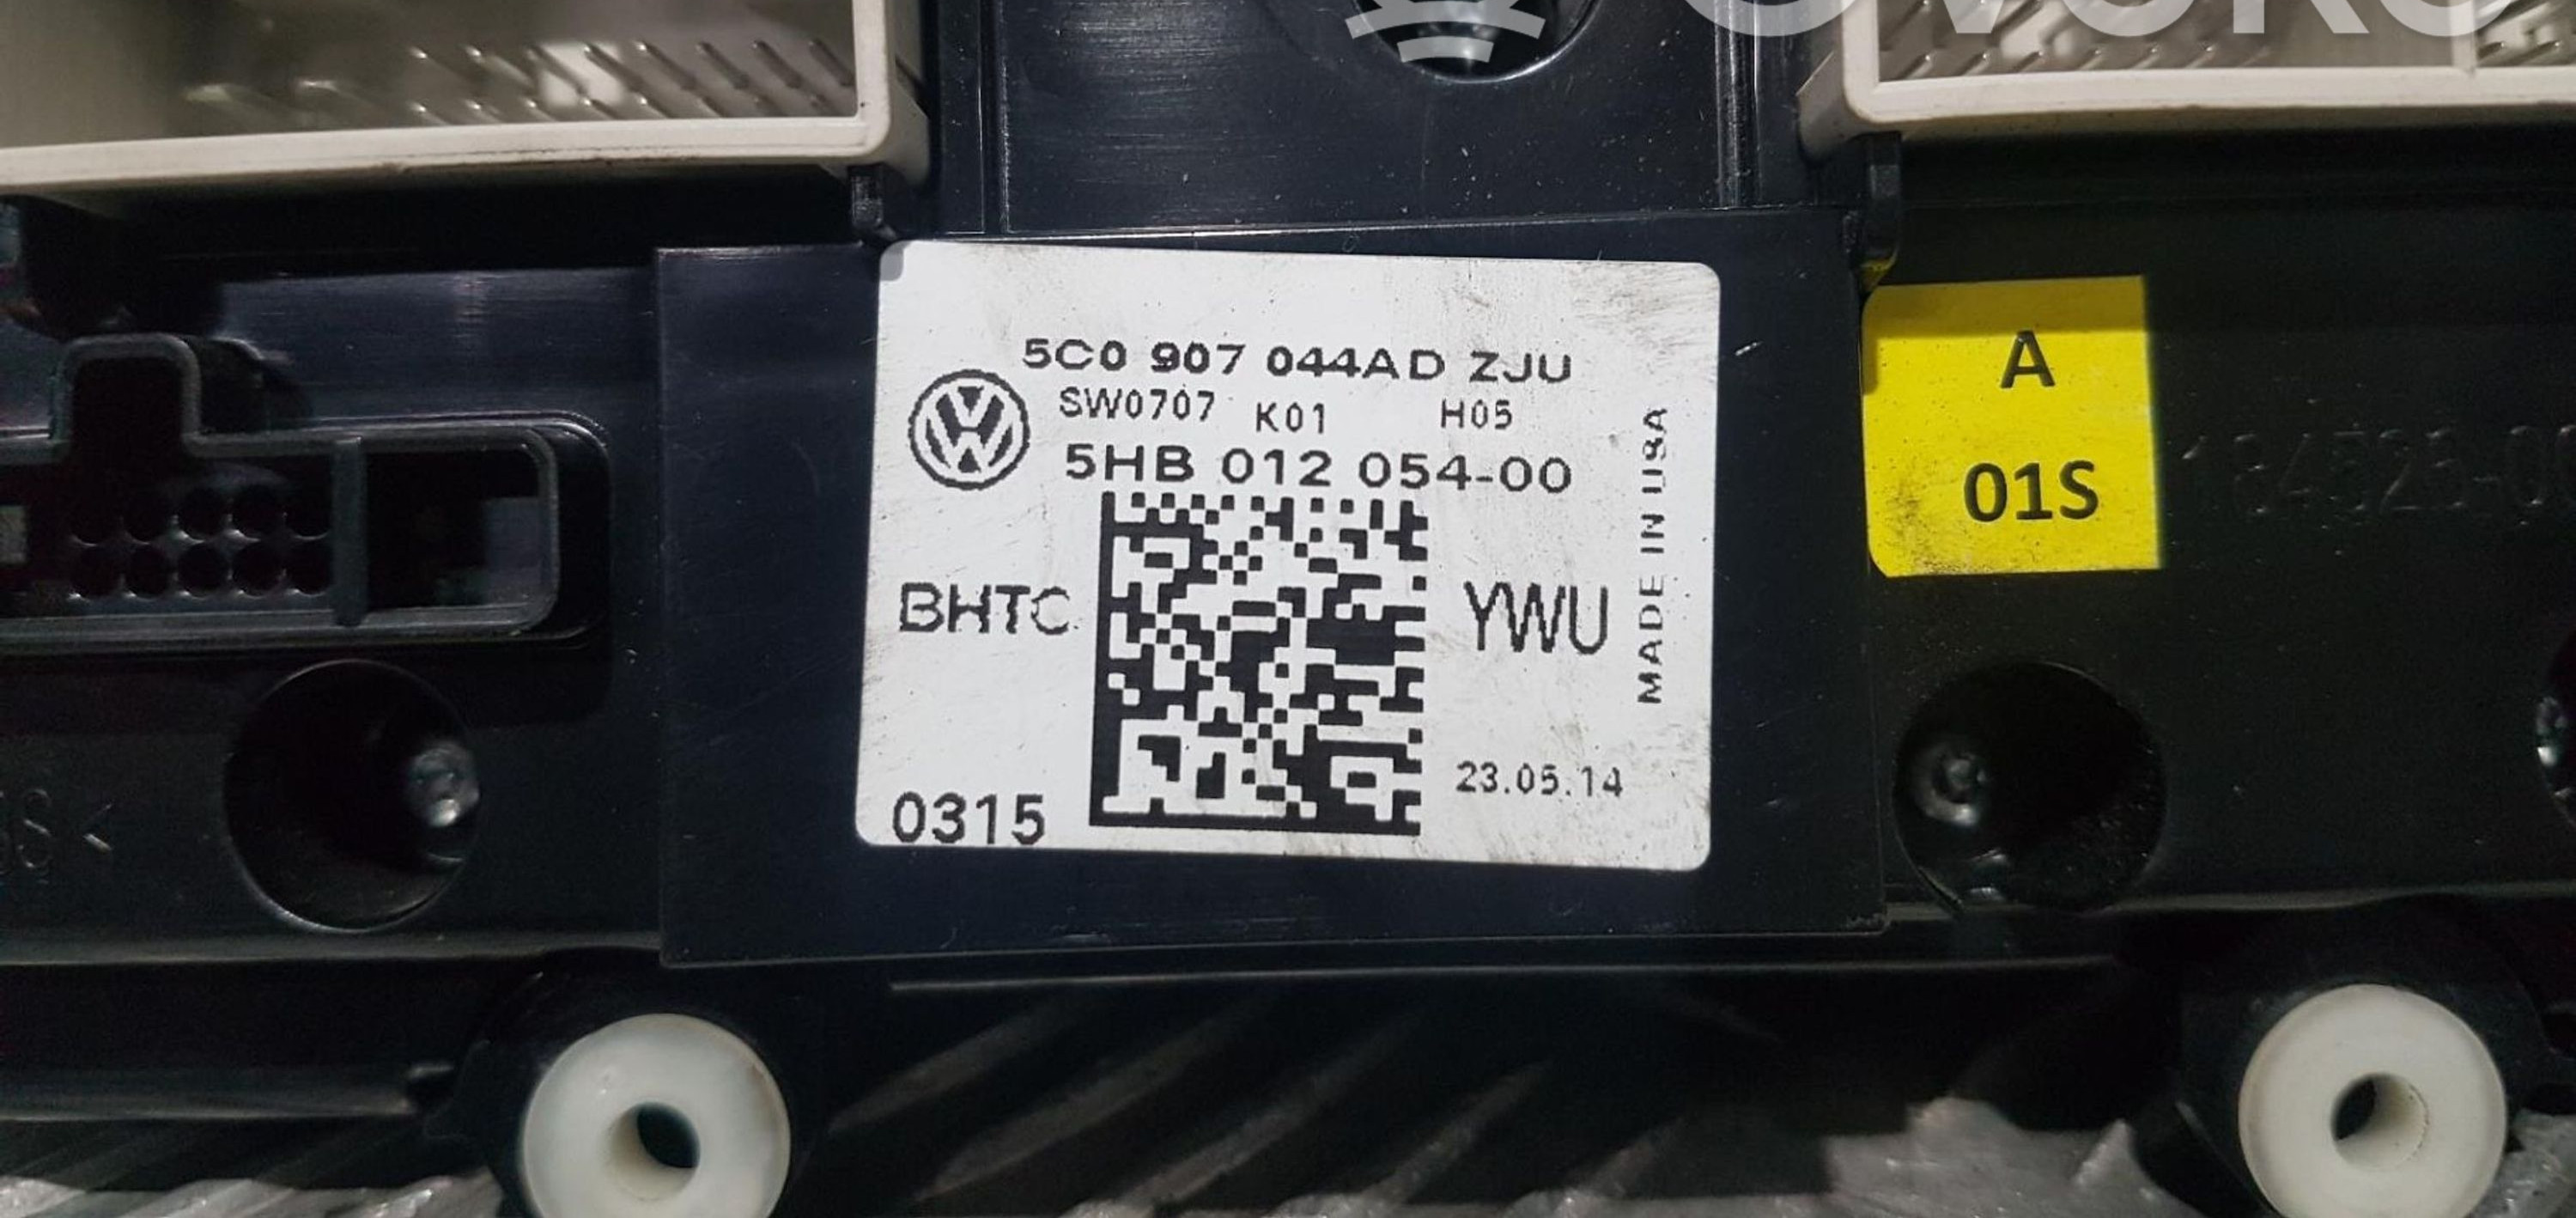 5C0 907 044AD ZJU
SW0707 K01 H05
5HB 012 054-00
BHTC
YWU
MADE IN USA
23.05.14
0315
A
01S